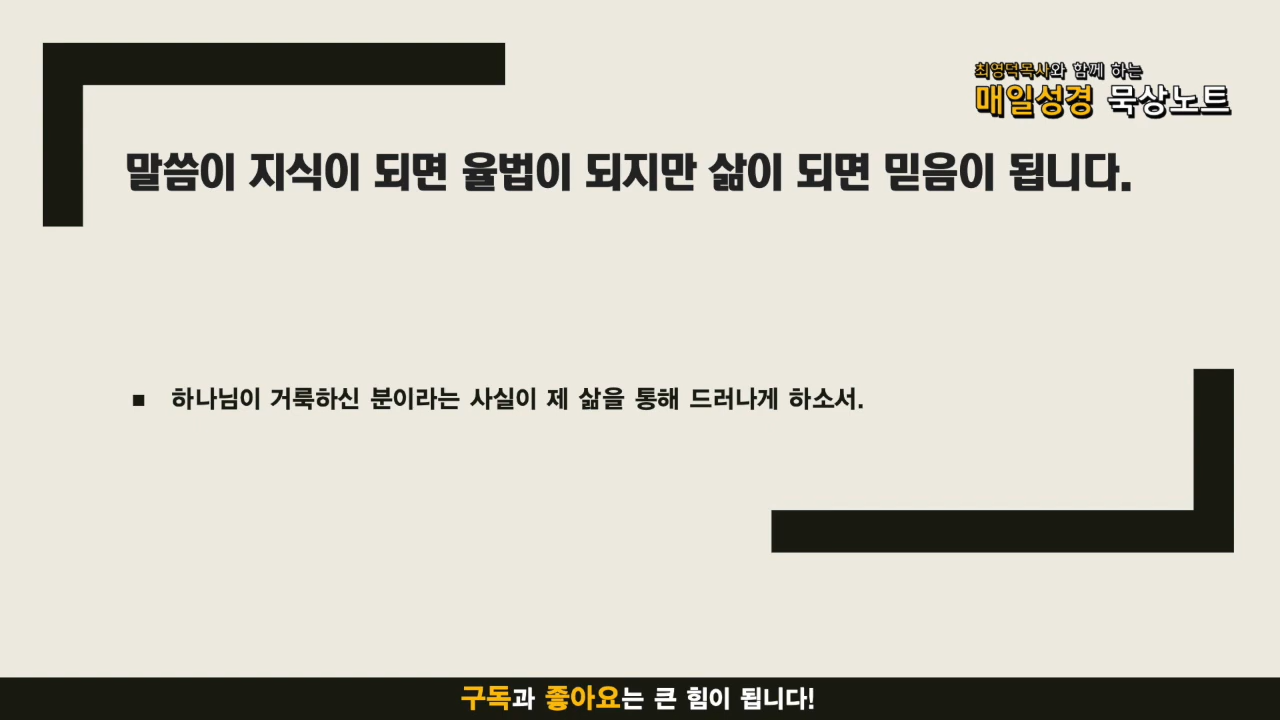 최영덕목사와 함께 하는
매일성경 묵상노트
말씀이 지식이 되면 율법이 되지만 삶이 되면 믿음이 됩니다.
■ 하나님이 거룩하신 분이라는 사실이 제 삶을 통해 드러나게 하소서.
구독과 좋아요는 큰 힘이 됩니다!